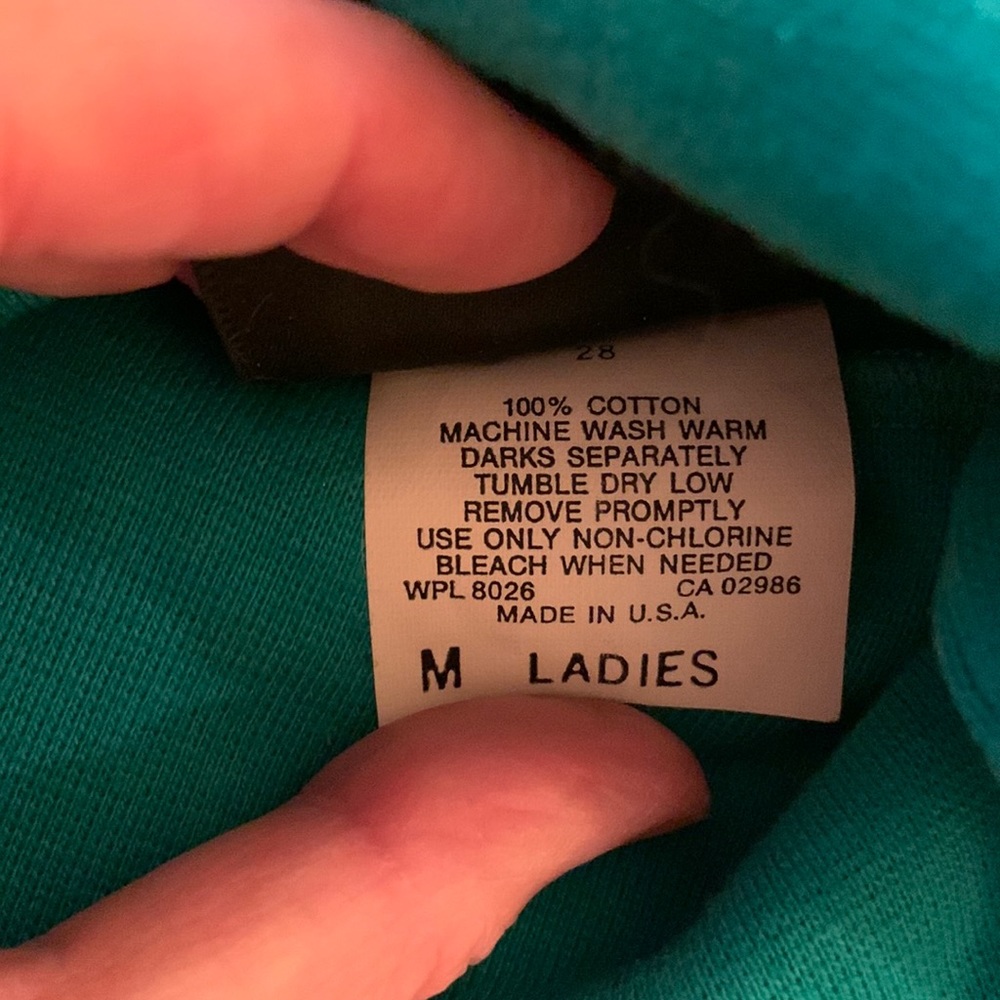 28
100% COTTON
MACHINE WASH WARM
DARKS SEPARATELY
TUMBLE DRY LOW
REMOVE PROMPTLY
USE ONLY NON-CHLORINE
BLEACH WHEN NEEDED
WPL 8026 CA 02986
MADE IN U.S.A.
M LADIES